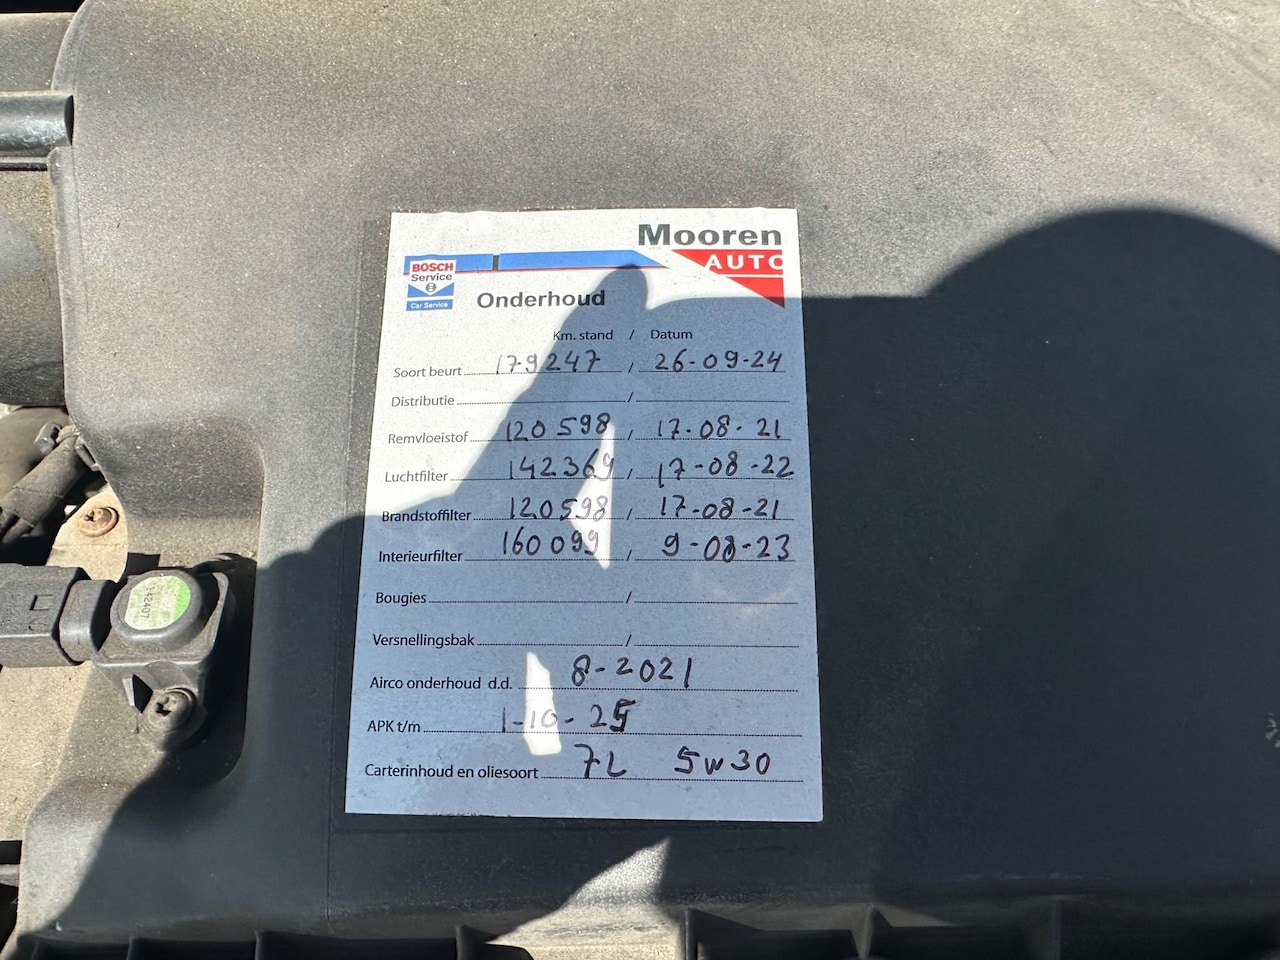 Mooren
AUTO
BOSCH
Service
Car Service
Onderhoud
Km. stand / Datum
Soort beurt 179247 / 26-09-24
Distributie /
Remvloeistof 120598 / 17-08-21
Luchtfilter 142369 / 17-08-22
Brandstoffilter 120598 / 17-08-21
Interieurfilter 160099 / 9-08-23
Bougies /
Versnellingsbak /
Airco onderhoud d.d. 8-2021
APK t/m 1-10-25
Carterinhoud en oliesoort 7L 5W30
142407